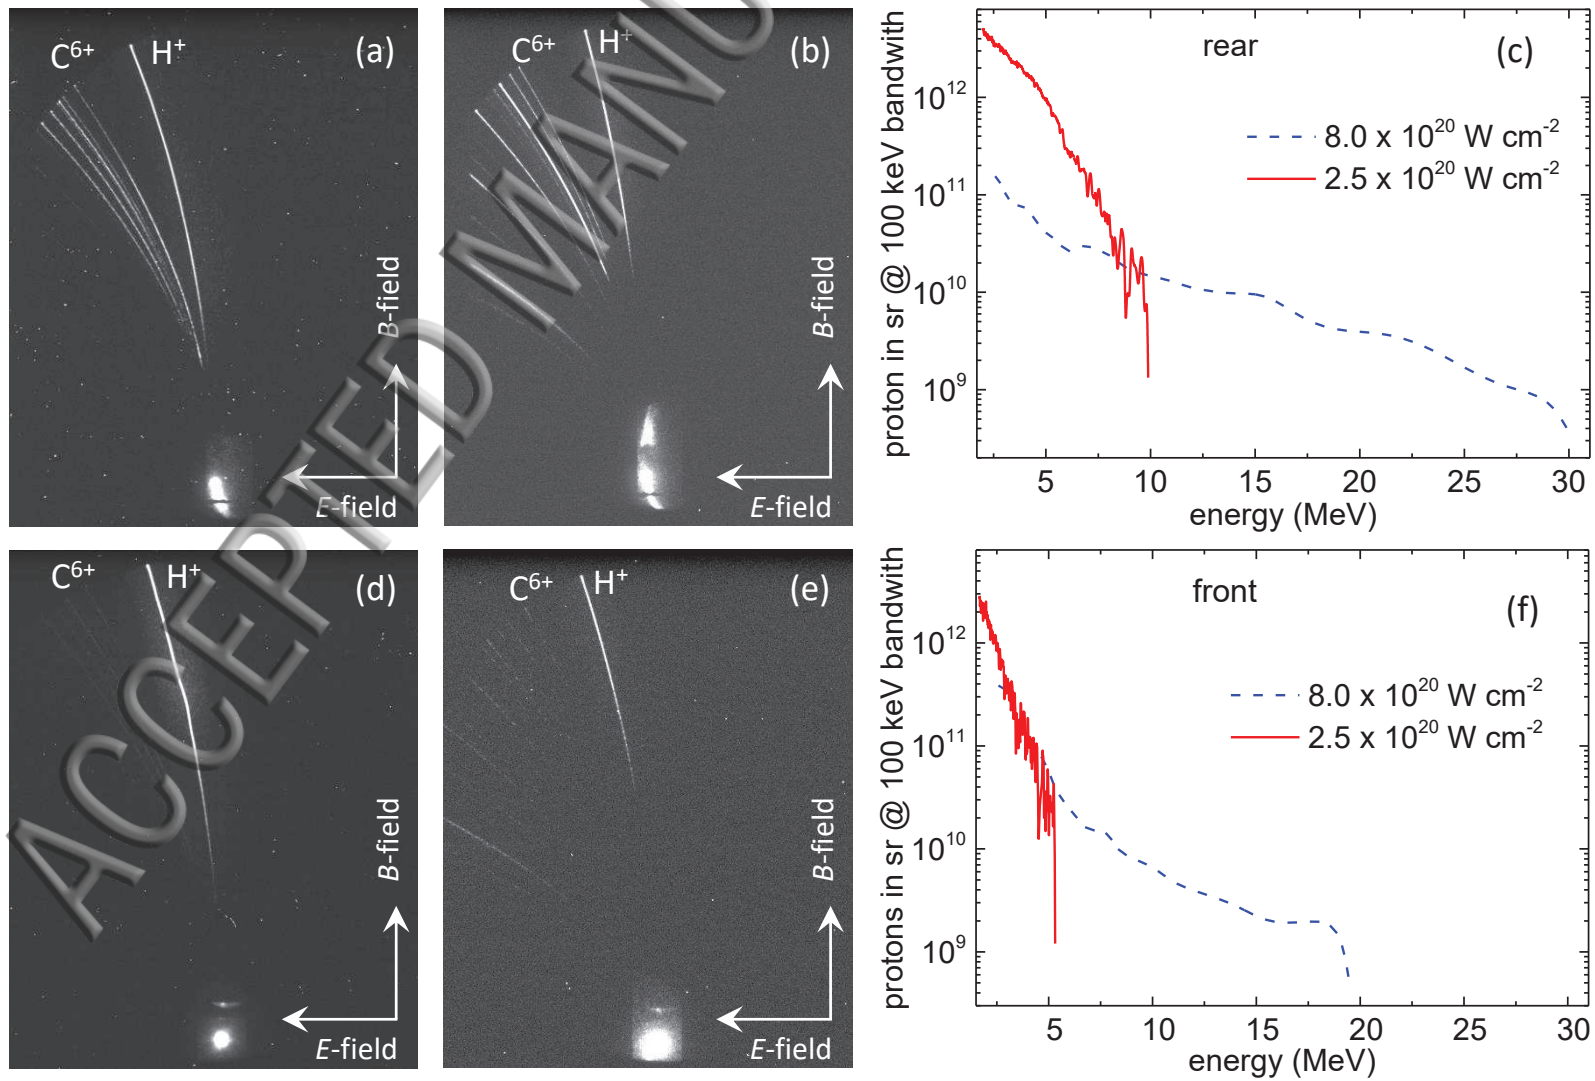 C6+ H+ (a)
B-field
E-field
C6+ H+ (b)
B-field
E-field
proton in sr @ 100 keV bandwith
rear (c)
8.0 x 10^20 W cm^-2
2.5 x 10^20 W cm^-2
10^12
10^11
10^10
10^9
5 10 15 20 25 30
energy (MeV)
C6+ H+ (d)
B-field
E-field
C6+ H+ (e)
B-field
E-field
protons in sr @ 100 keV bandwith
front (f)
8.0 x 10^20 W cm^-2
2.5 x 10^20 W cm^-2
10^12
10^11
10^10
10^9
5 10 15 20 25 30
energy (MeV)
ACCEPTED MANU